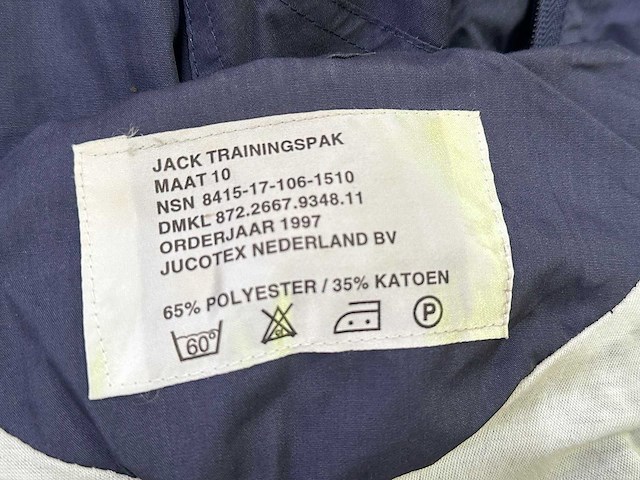 JACK TRAININGSPAK
MAAT 10
NSN 8415-17-106-1510
DMKL 872.2667.9348.11
ORDERJAAR 1997
JUCOTEX NEDERLAND BV
65% POLYESTER / 35% KATOEN
60° P